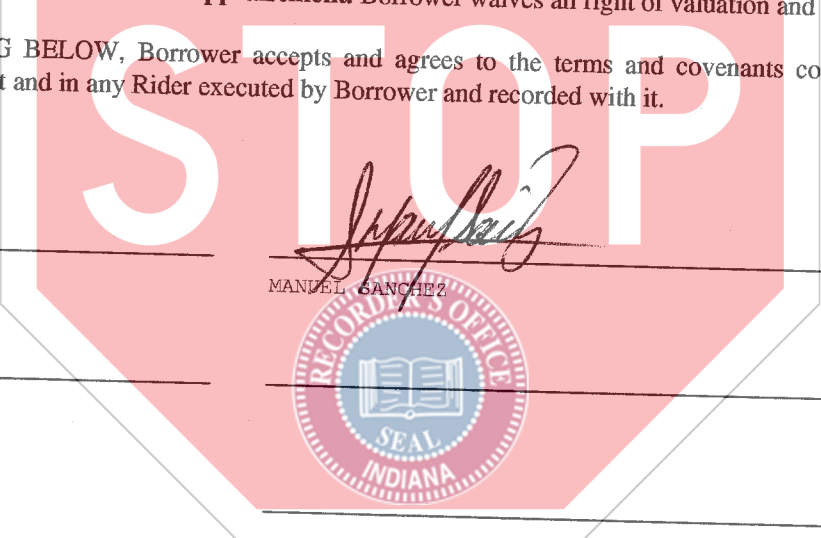 Borrower waives all right of valuation and
G BELOW, Borrower accepts and agrees to the terms and covenants co
t and in any Rider executed by Borrower and recorded with it.
STOP
MANUEL SANCHEZ
RECORDER'S OFFICE
SEAL
INDIANA